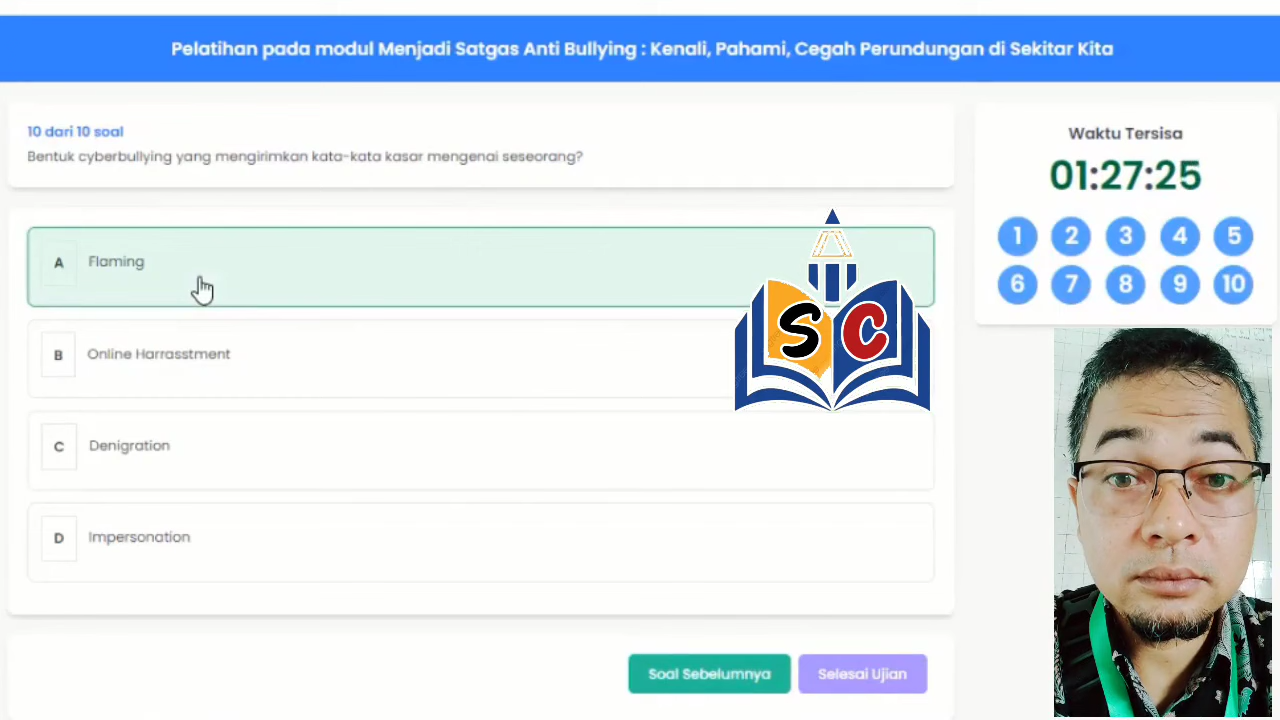 Pelatihan pada modul Menjadi Satgas Anti Bullying : Kenali, Pahami, Cegah Perundungan di Sekitar Kita
10 dari 10 soal
Bentuk cyberbullying yang mengirimkan kata-kata kasar mengenai seseorang?
A Flaming
B Online Harrasstment
C Denigration
D Impersonation
Soal Sebelumnya
Selesai Ujian
Waktu Tersisa
01:27:25
1 2 3 4 5
6 7 8 9 10
S C